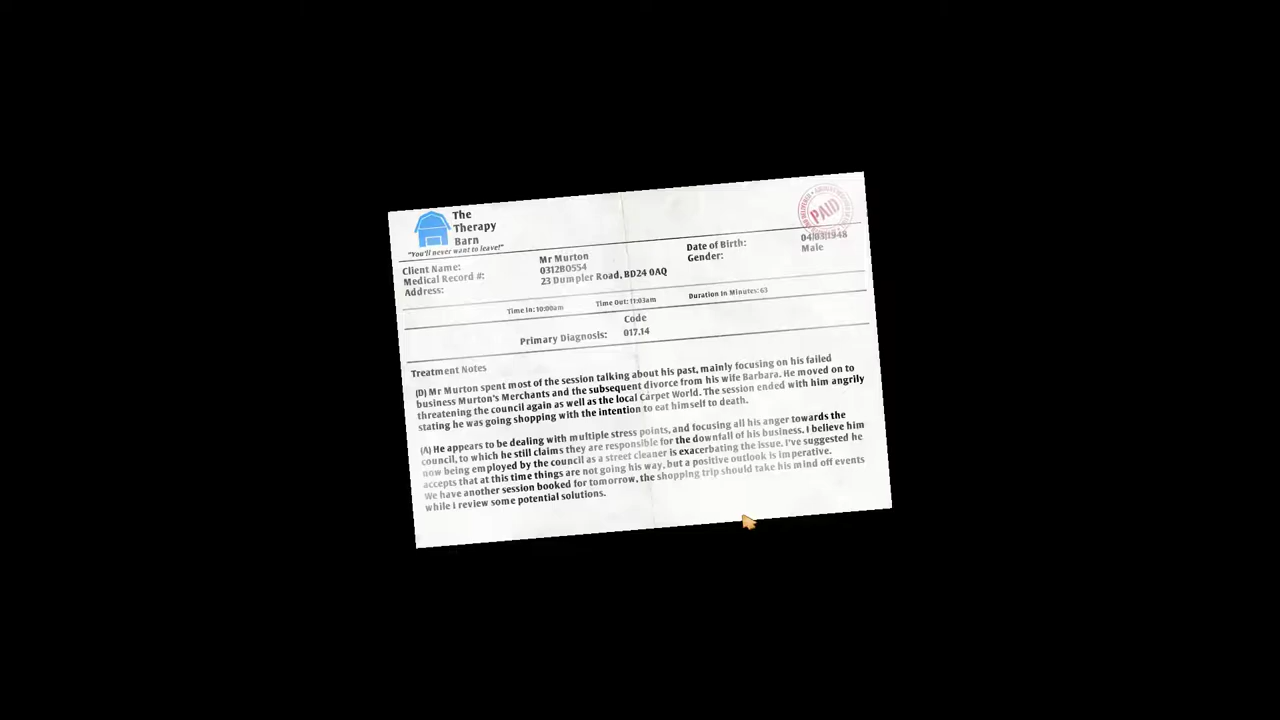 The
Therapy
Barn
"You'll never want to leave!"
PAID
Client Name: Mr Murton Date of Birth: 04/03/1948
Medical Record #: 0312B0554 Gender: Male
Address: 23 Dumpler Road, BD24 0AQ
Time In: 10:00am Time Out: 11:03am Duration In Minutes: 63
Code
Primary Diagnosis: 017.14
Treatment Notes
(D) Mr Murton spent most of the session talking about his past, mainly focusing on his failed
business Murton's Merchants and the subsequent divorce from his wife Barbara. He moved on to
threatening the council again as well as the local Carpet World. The session ended with him angrily
stating he was going shopping with the intention to eat himself to death.
(A) He appears to be dealing with multiple stress points, and focusing all his anger towards the
council, to which he still claims they are responsible for the downfall of his business. I believe him
now being employed by the council as a street cleaner is exacerbating the issue. I've suggested he
accepts that at this time things are not going his way, but a positive outlook is imperative.
We have another session booked for tomorrow, the shopping trip should take his mind off events
while I review some potential solutions.